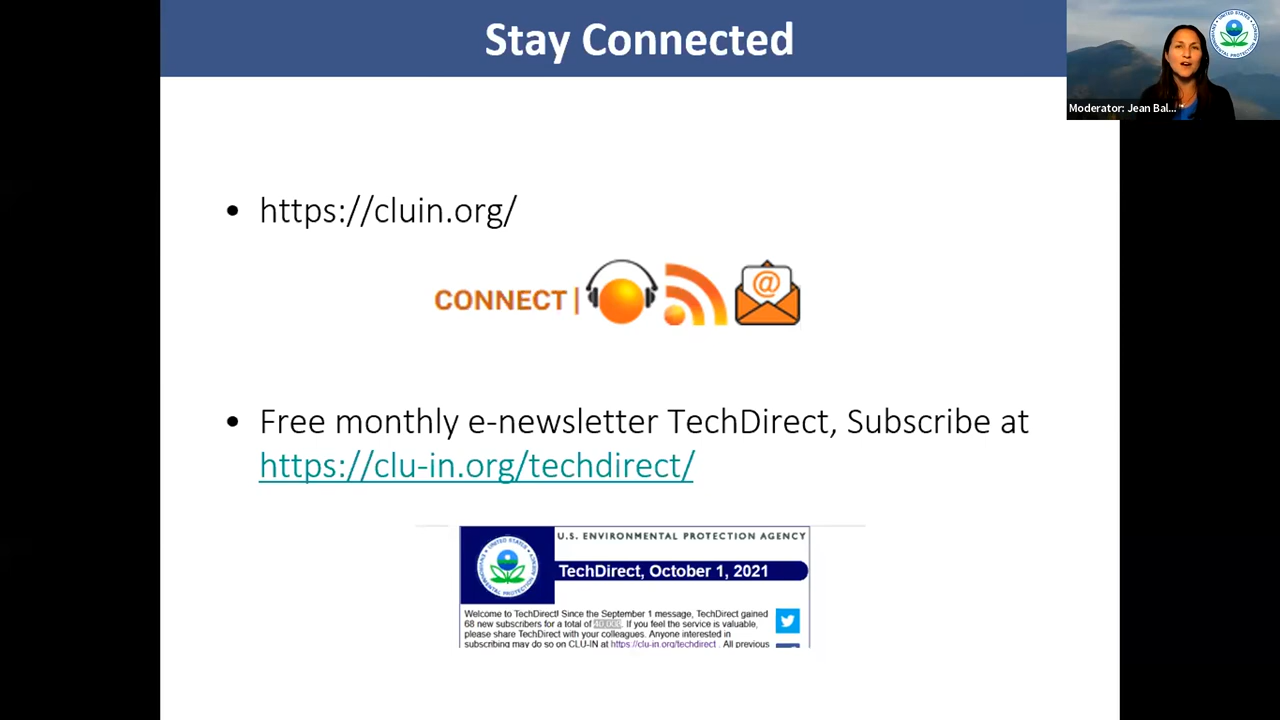 Stay Connected
Moderator: Jean Bal...
• https://cluin.org/
CONNECT |
• Free monthly e-newsletter TechDirect, Subscribe at
https://clu-in.org/techdirect/
U.S. ENVIRONMENTAL PROTECTION AGENCY
TechDirect, October 1, 2021
Welcome to TechDirect! Since the September 1 message, TechDirect gained
68 new subscribers for a total of . If you feel the service is valuable,
please share TechDirect with your colleagues. Anyone interested in
subscribing may do so on CLU-IN at https://clu-in.org/techdirect . All previous